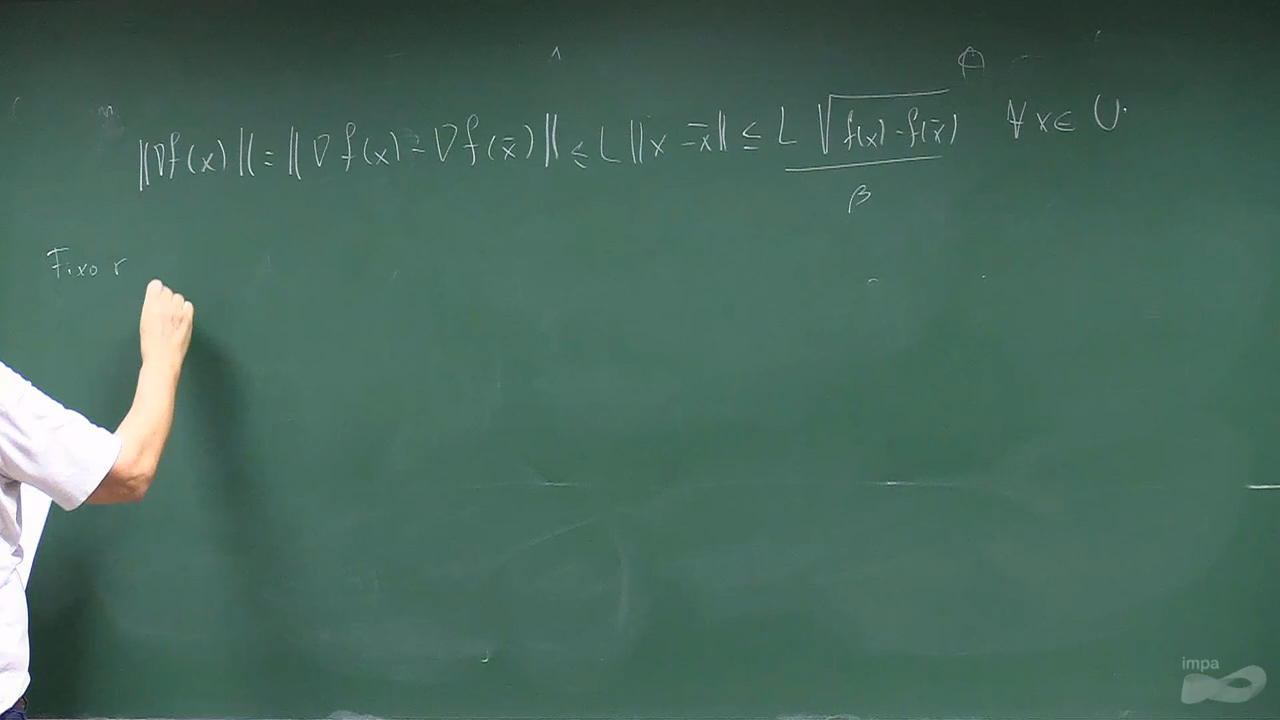 ‖∇f(x)‖ = ‖∇f(x) - ∇f(x̄)‖ ≤ L‖x - x̄‖ ≤ L √(f(x) - f(x̄)) / β ∀ x ∈ U.
Fixo r
impa